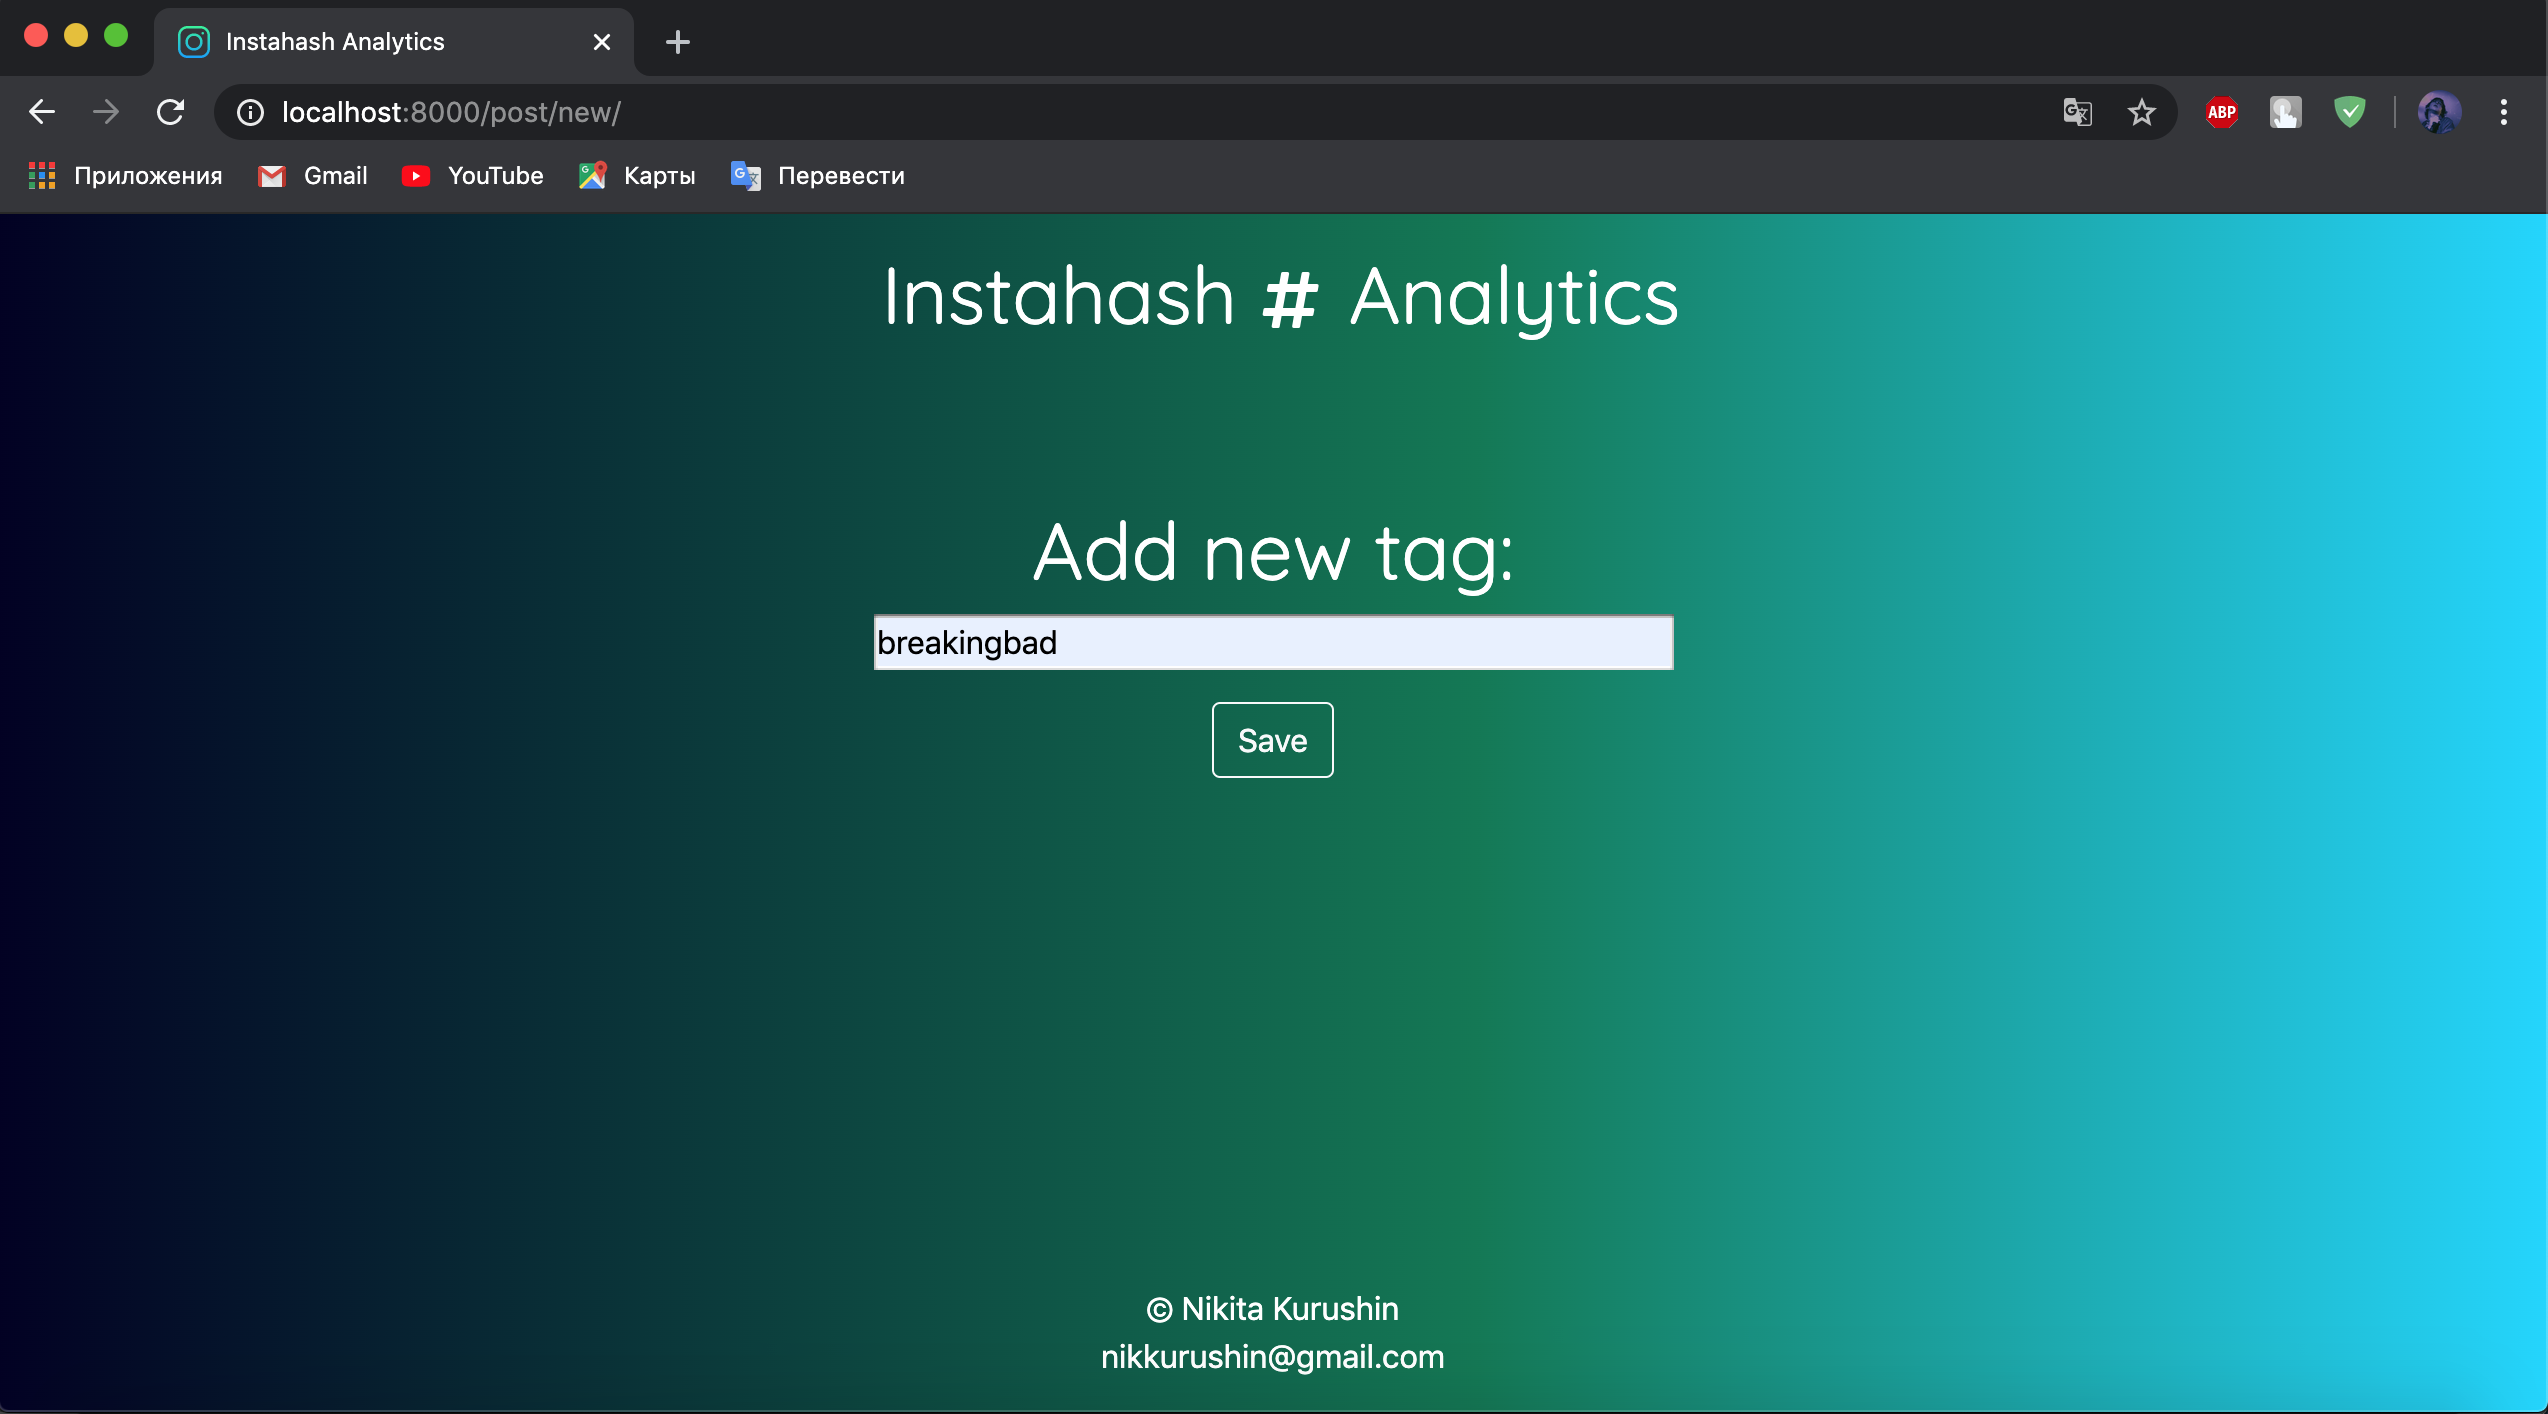 Instahash Analytics
localhost:8000/post/new/
ABP
Приложения Gmail YouTube Карты Перевести
Instahash # Analytics
Add new tag:
breakingbad
Save
© Nikita Kurushin
nikkurushin@gmail.com